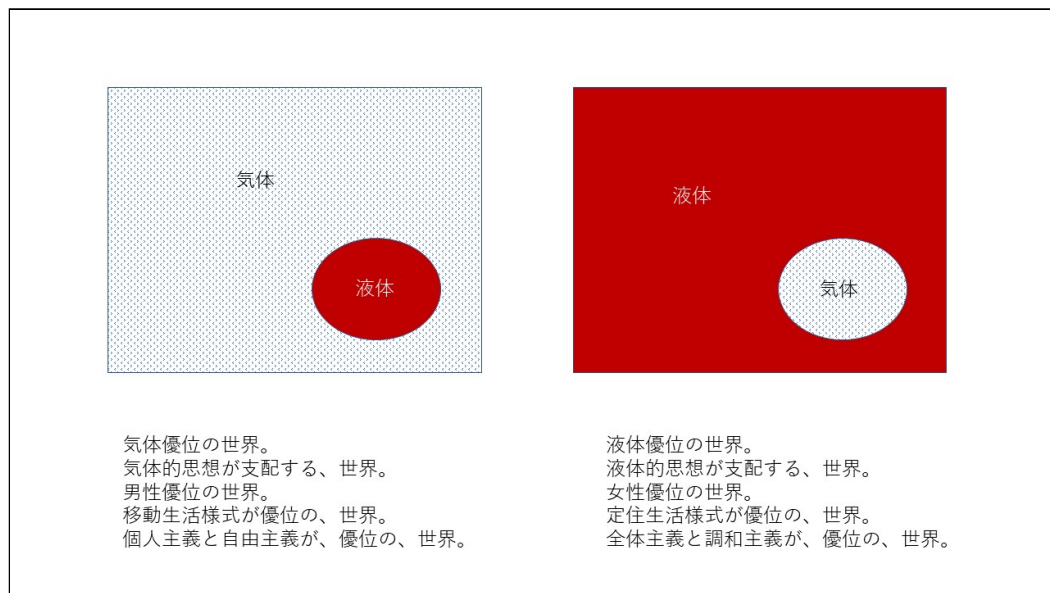 気体
液体
気体優位の世界。
気体的思想が支配する、世界。
男性優位の世界。
移動生活様式が優位の、世界。
個人主義と自由主義が、優位の、世界。
液体
気体
液体優位の世界。
液体的思想が支配する、世界。
女性優位の世界。
定住生活様式が優位の、世界。
全体主義と調和主義が、優位の、世界。